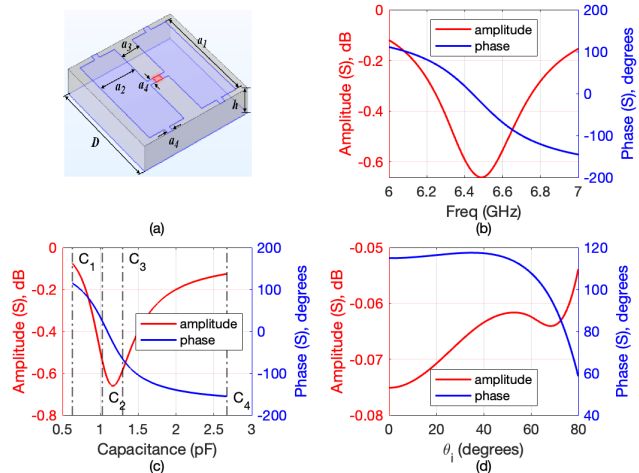 a1
a3
a2
a4
a4
h
D
(a)
0
-0.2
-0.4
-0.6
Amplitude (S), dB
amplitude
phase
200
100
0
-100
-200
Phase (S), degrees
6
6.2
6.4
6.6
6.8
7
Freq (GHz)
(b)
0
-0.2
-0.4
-0.6
-0.8
Amplitude (S), dB
C1
C3
C2
C4
amplitude
phase
200
100
0
-100
-200
Phase (S), degrees
0.5
1
1.5
2
2.5
3
Capacitance (pF)
(c)
-0.05
-0.06
-0.07
-0.08
Amplitude (S), dB
amplitude
phase
120
100
80
60
40
Phase (S), degrees
0
20
40
60
80
θi (degrees)
(d)